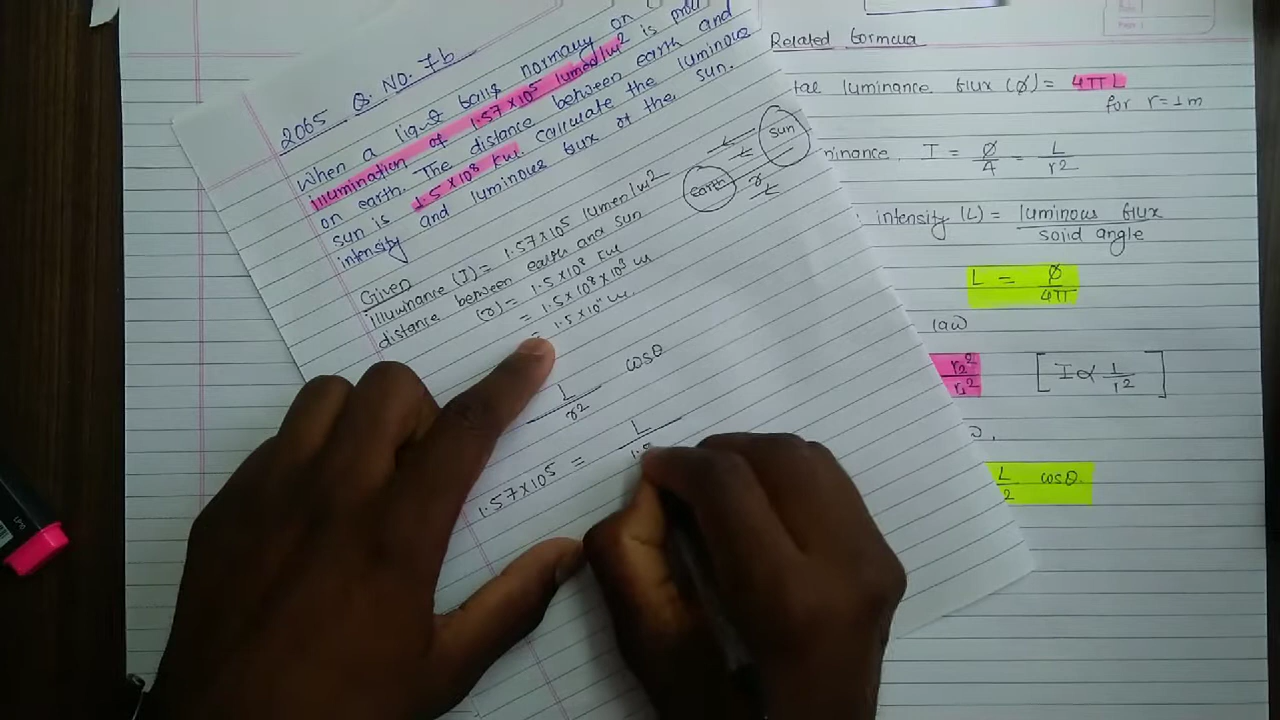 2065 Q. NO. 7b
When a light falls normally on
illumination of 1.57×10⁵ lumen/m² is
on earth. The distance between earth and
sun is 1.5×10⁸ km. calculate the luminous
intensity and luminous flux of the sun.
sun
earth
r
Given
Illuminance (I) = 1.57×10⁵ lumen/m²
distance between earth and sun
(r) = 1.5×10⁸ km
= 1.5×10⁸×10³ m
= 1.5×10¹¹ m.
L/r² cosθ
1.57×10⁵ = L/1.5
Related formula
luminance flux (Ø) = 4πL
for r = 1m
I = Ø/A = L/r²
intensity (L) = luminous flux/solid angle
L = Ø/4π
law
r₂²/r₁² [I ∝ 1/r²]
L/2 cosθ.
Page: